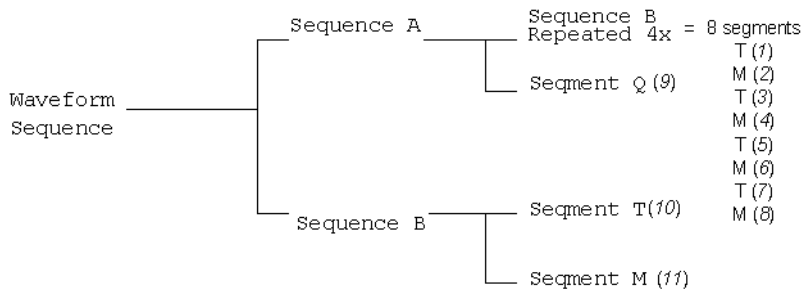 Sequence A
Sequence B
Repeated 4x = 8 segments
T (1)
M (2)
T (3)
M (4)
T (5)
M (6)
T (7)
M (8)
Seqment Q (9)
Waveform
Sequence
Sequence B
Seqment T(10)
Seqment M (11)